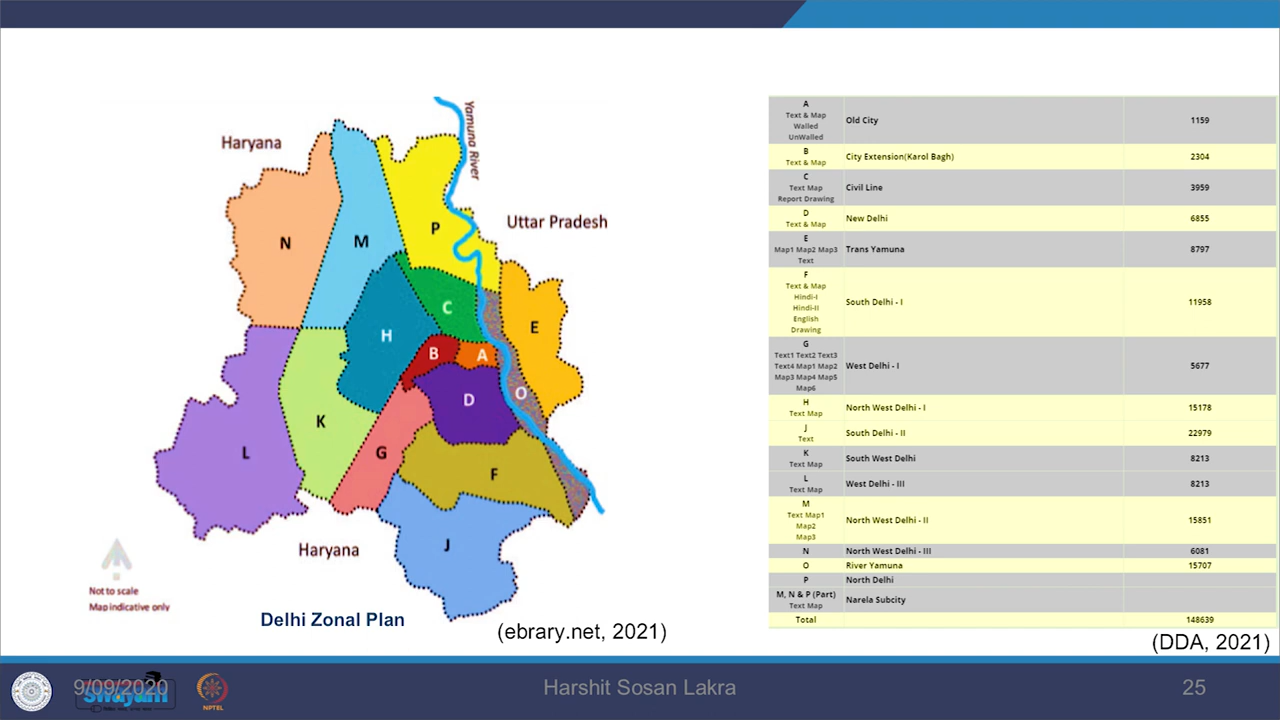 Haryana
Yamuna River
Uttar Pradesh
N
M
P
C
E
H
B
A
O
D
K
L
G
F
J
Haryana
Not to scale
Map indicative only
Delhi Zonal Plan
(ebrary.net, 2021)
A
Text & Map
Walled
UnWalled
Old City
1159
B
Text & Map
City Extension(Karol Bagh)
2304
C
Text Map
Report Drawing
Civil Line
3959
D
Text & Map
New Delhi
6855
E
Map1 Map2 Map3
Text
Trans Yamuna
8797
F
Text & Map
Hindi-I
Hindi-II
English
Drawing
South Delhi - I
11958
G
Text1 Text2 Text3
Text4 Map1 Map2
Map3 Map4 Map5
Map6
West Delhi - I
5677
H
Text Map
North West Delhi - I
15178
J
Text
South Delhi - II
22979
K
Text Map
South West Delhi
8213
L
Text Map
West Delhi - III
8213
M
Text Map1
Map2
Map3
North West Delhi - II
15851
N
North West Delhi - III
6081
O
River Yamuna
15707
P
North Delhi
M, N & P (Part)
Text Map
Narela Subcity
Total
148639
(DDA, 2021)
9/09/2020
swayam
NPTEL
Harshit Sosan Lakra
25